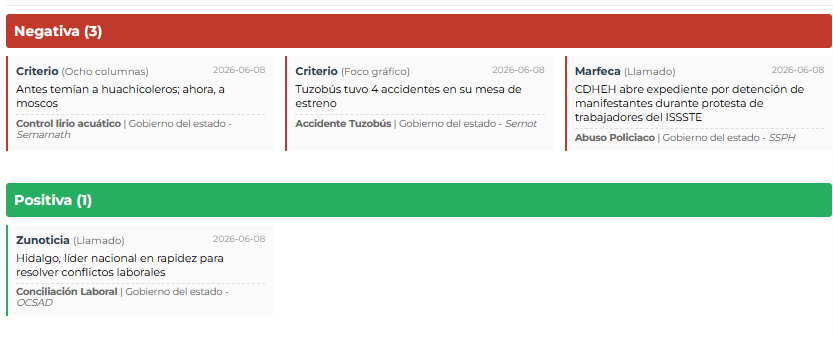 Negativa (3)
Criterio (Ocho columnas) 2026-06-08
Antes temían a huachicoleros; ahora, a
moscos
Control lirio acuático | Gobierno del estado -
Semarnath
Criterio (Foco gráfico) 2026-06-08
Tuzobús tuvo 4 accidentes en su mesa de
estreno
Accidente Tuzobús | Gobierno del estado - Semot
Marfeca (Llamado) 2026-06-08
CDHEH abre expediente por detención de
manifestantes durante protesta de
trabajadores del ISSSTE
Abuso Policiaco | Gobierno del estado - SSPH
Positiva (1)
Zunoticia (Llamado) 2026-06-08
Hidalgo, líder nacional en rapidez para
resolver conflictos laborales
Conciliación Laboral | Gobierno del estado -
OCSAD